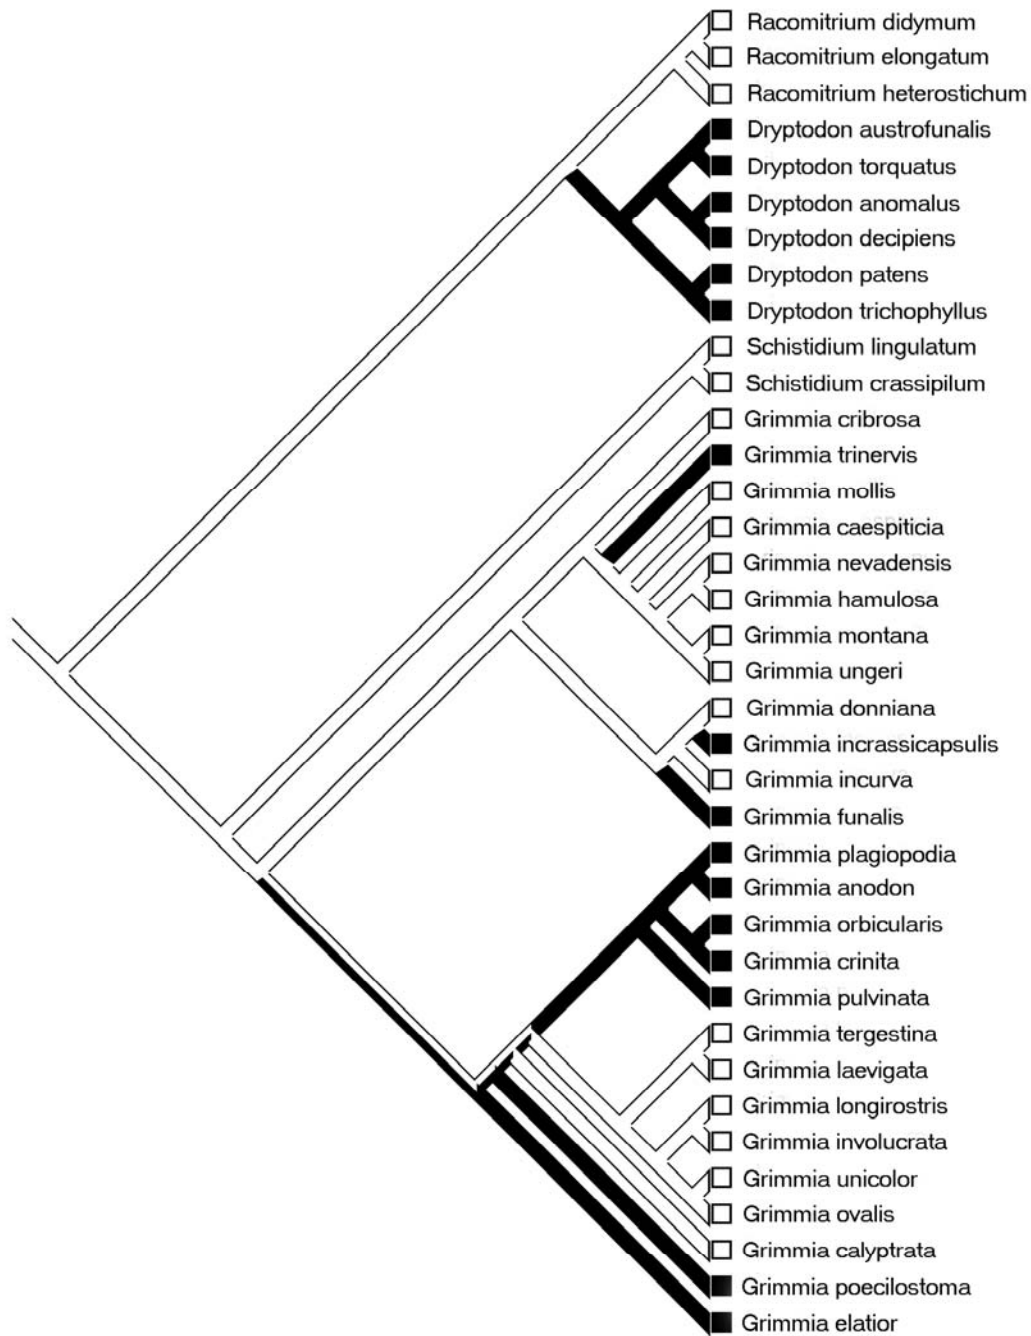 Racomitrium didymum
Racomitrium elongatum
Racomitrium heterostichum
Dryptodon austrofunalis
Dryptodon torquatus
Dryptodon anomalus
Dryptodon decipiens
Dryptodon patens
Dryptodon trichophyllus
Schistidium lingulatum
Schistidium crassipilum
Grimmia cribrosa
Grimmia trinervis
Grimmia mollis
Grimmia caespiticia
Grimmia nevadensis
Grimmia hamulosa
Grimmia montana
Grimmia ungeri
Grimmia donniana
Grimmia incrassicapsulis
Grimmia incurva
Grimmia funalis
Grimmia plagiopodia
Grimmia anodon
Grimmia orbicularis
Grimmia crinita
Grimmia pulvinata
Grimmia tergestina
Grimmia laevigata
Grimmia longirostris
Grimmia involucrata
Grimmia unicolor
Grimmia ovalis
Grimmia calyptrata
Grimmia poecilostoma
Grimmia elatior